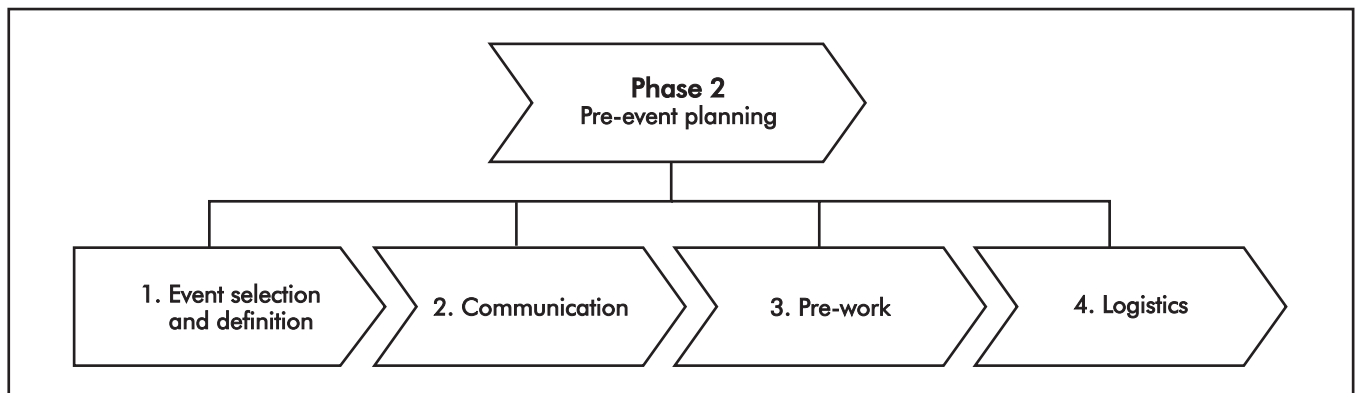 Phase 2
Pre-event planning
1. Event selection
and definition
2. Communication
3. Pre-work
4. Logistics